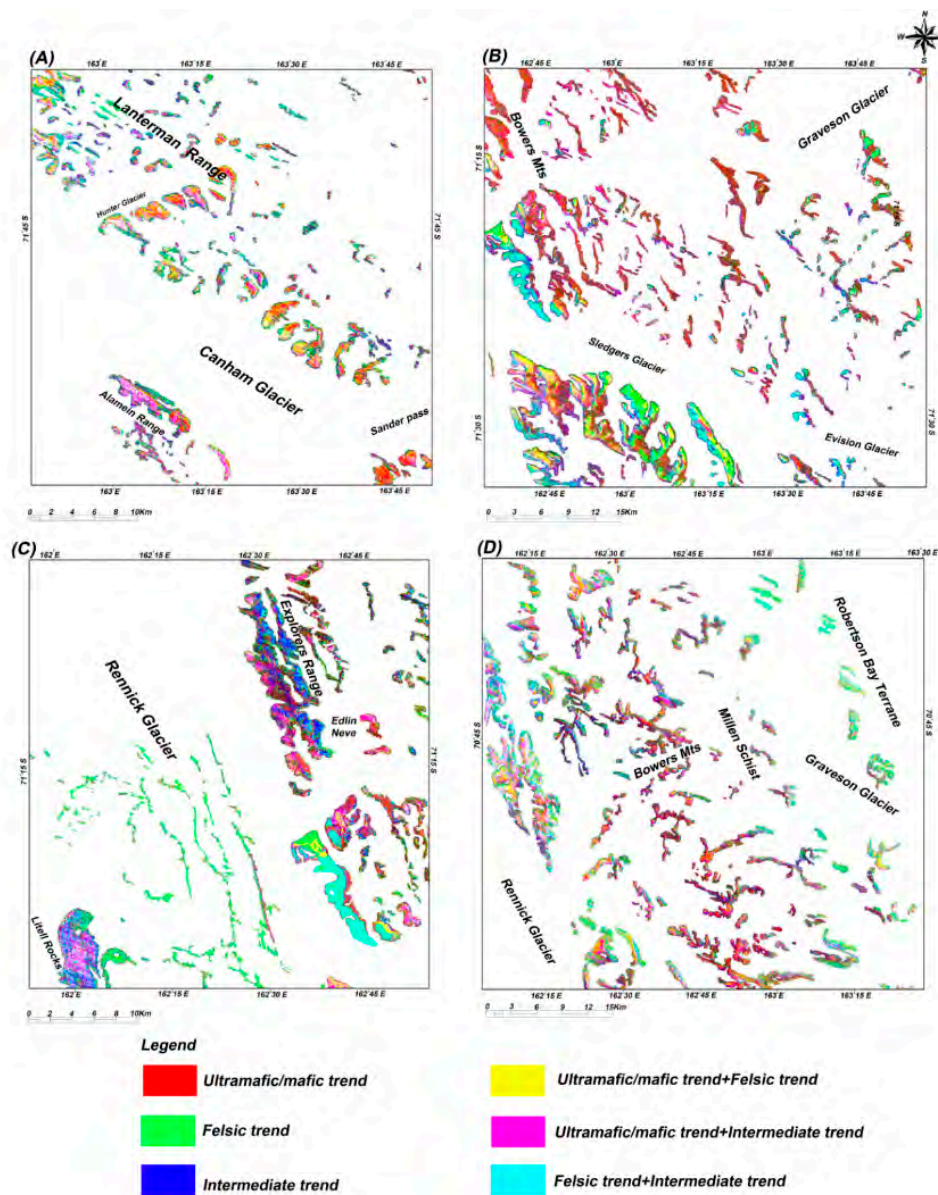 N
W
S
(A)
163°E 163°15 E 163°30 E 163°45 E
Lanterman Range
Hunter Glacier
71°45 S
71°45 S
Canham Glacier
Alamein Range
Sander pass
163°E 163°15 E 163°30 E 163°45 E
0 2 4 6 8 10Km
(B)
162°45 E 163°E 163°15 E 163°30 E 163°45 E
Bowers Mts
Graveson Glacier
71°15 S
Sledgers Glacier
71°30 S
71°30 S
Evision Glacier
162°45 E 163°E 163°15 E 163°30 E 163°45 E
0 3 6 9 12 15Km
(C)
162°E 162°30 E 162°45 E
Explorers Range
Rennick Glacier
Edlin
Neve
71°15 S
71°15 S
Litell Rocks
162°E 162°15 E 162°30 E 162°45 E
0 2 4 6 8 10Km
(D)
162°15 E 162°30 E 162°45 E 163°E 163°15 E 163°30 E
Robertson Bay Terrane
70°45 S
70°45 S
Millen Schist
Bowers Mts
Graveson Glacier
Rennick Glacier
162°15 E 162°30 E 162°45 E 163°E 163°15 E
0 3 6 9 12 15Km
Legend
Ultramafic/mafic trend
Felsic trend
Intermediate trend
Ultramafic/mafic trend+Felsic trend
Ultramafic/mafic trend+Intermediate trend
Felsic trend+Intermediate trend